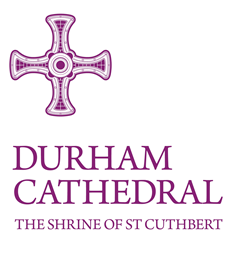 DURHAM
CATHEDRAL
THE SHRINE OF ST CUTHBERT